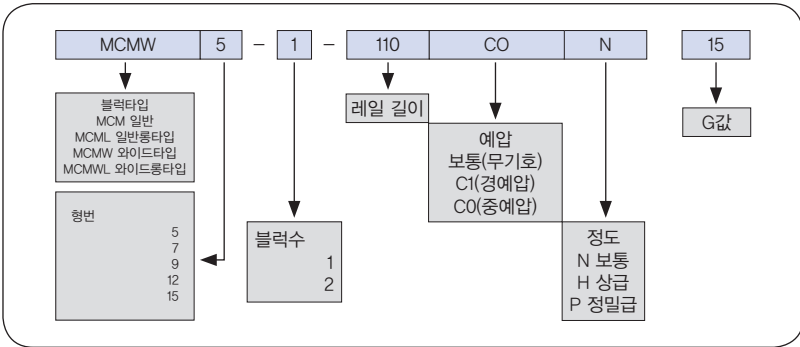 MCMW 5 - 1 - 110 CO N 15
블럭타입
MCM 일반
MCML 일반롱타입
MCMW 와이드타입
MCMWL 와이드롱타입
형번
5
7
9
12
15
블럭수
1
2
레일 길이
예압
보통(무기호)
C1(경예압)
C0(중예압)
정도
N 보통
H 상급
P 정밀급
G값